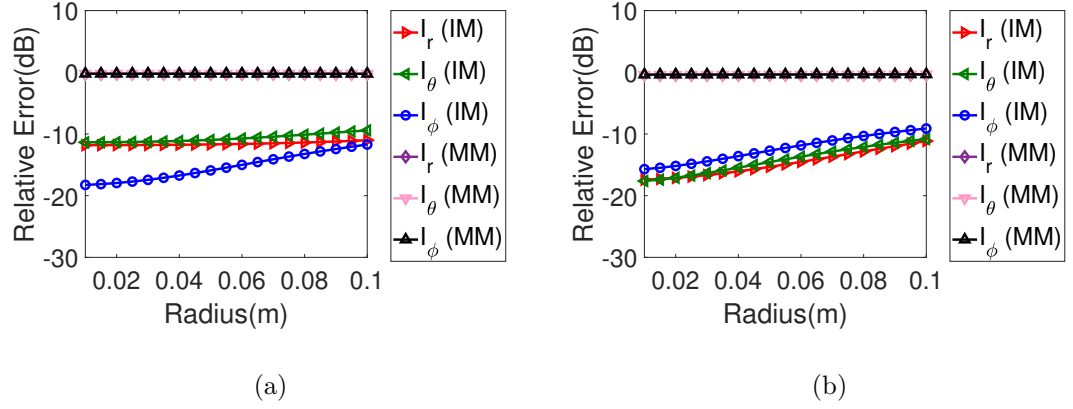 10
0
-10
-20
-30
Relative Error(dB)
0.02 0.04 0.06 0.08 0.1
Radius(m)
I_r (IM)
I_θ (IM)
I_ϕ (IM)
I_r (MM)
I_θ (MM)
I_ϕ (MM)
(a)
10
0
-10
-20
-30
Relative Error(dB)
0.02 0.04 0.06 0.08 0.1
Radius(m)
I_r (IM)
I_θ (IM)
I_ϕ (IM)
I_r (MM)
I_θ (MM)
I_ϕ (MM)
(b)